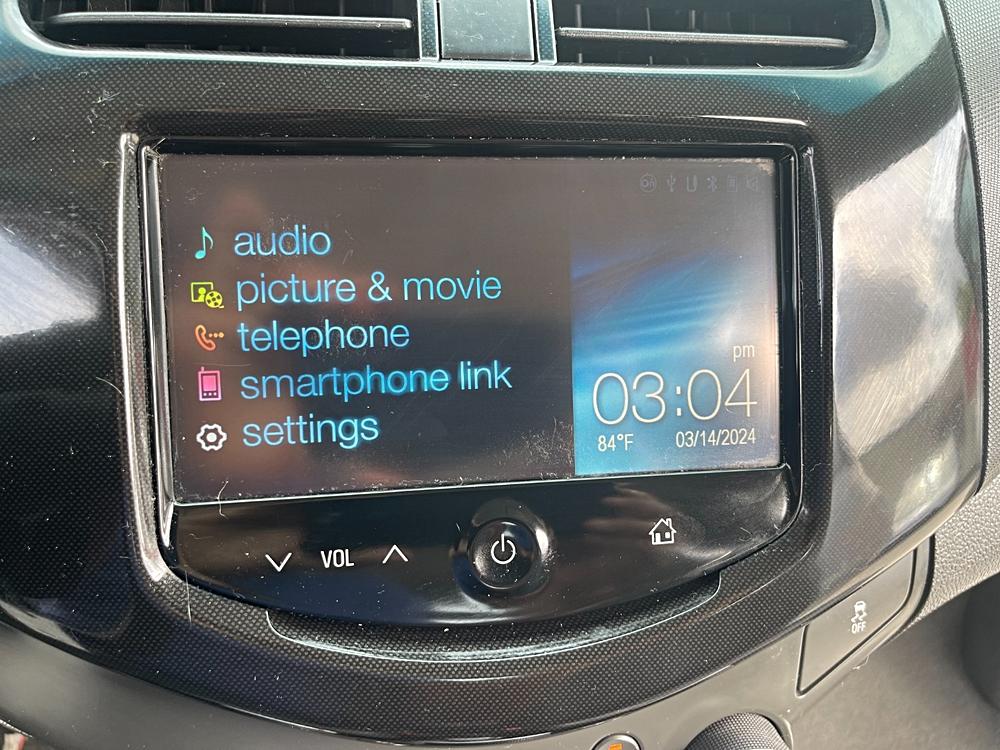 audio
picture & movie
telephone
smartphone link
settings
pm
03:04
84°F 03/14/2024
VOL
OFF